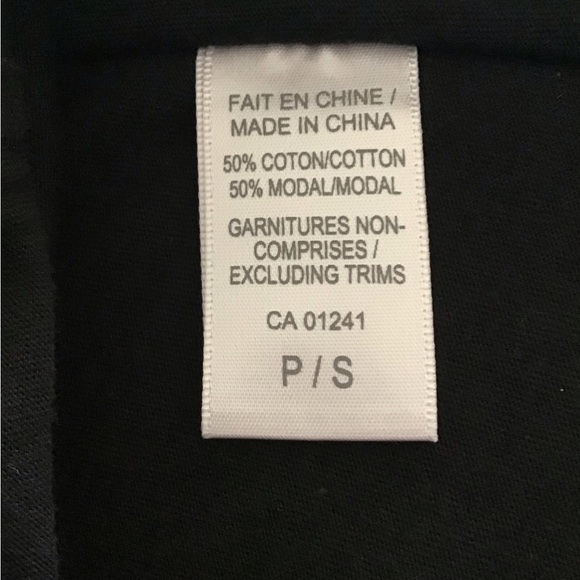 FAIT EN CHINE /
MADE IN CHINA
50% COTON/COTTON
50% MODAL/MODAL
GARNITURES NON-
COMPRISES /
EXCLUDING TRIMS
CA 01241
P / S